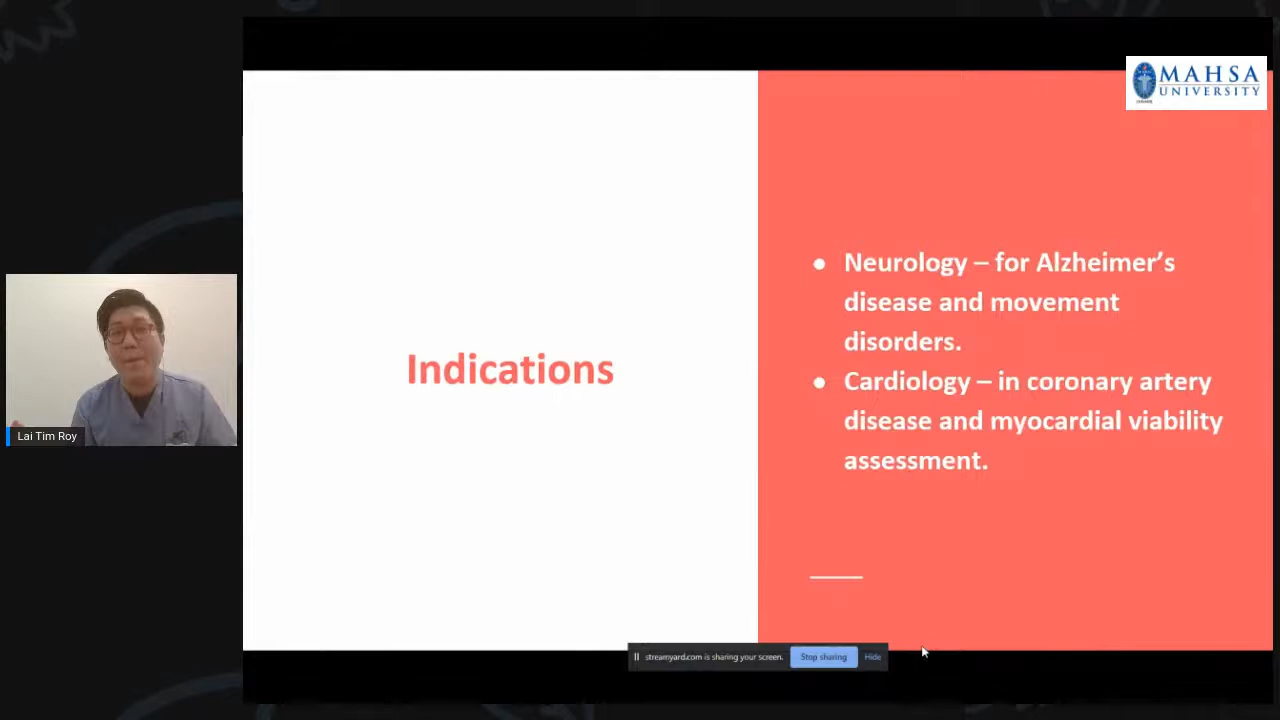 MAHSA
UNIVERSITY
Indications
● Neurology – for Alzheimer's
disease and movement
disorders.
● Cardiology – in coronary artery
disease and myocardial viability
assessment.
Lai Tim Roy
streamyard.com is sharing your screen.
Stop sharing
Hide